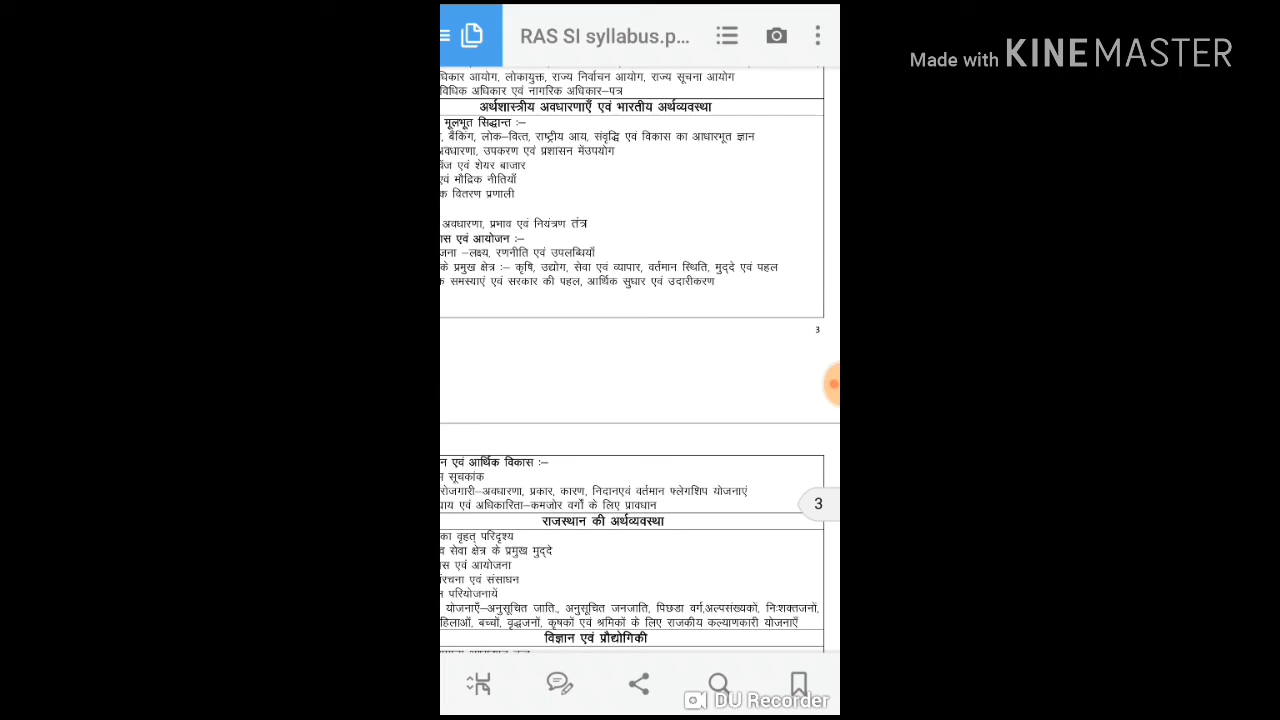 RAS SI syllabus.p...
Made with KINEMASTER
धिकार आयोग, लोकायुक्त, राज्य निर्वाचन आयोग, राज्य सूचना आयोग
विधिक अधिकार एवं नागरिक अधिकार–पत्र
अर्थशास्त्रीय अवधारणाएँ एवं भारतीय अर्थव्यवस्था
मूलभूत सिद्धान्त :–
, बैंकिंग, लोक–वित्त, राष्ट्रीय आय, संवृद्धि एवं विकास का आधारभूत ज्ञान
अवधारणा, उपकरण एवं प्रशासन मेंउपयोग
चेंज एवं शेयर बाजार
एवं मौद्रिक नीतियाँ
क वितरण प्रणाली
अवधारणा, प्रभाव एवं नियंत्रण तंत्र
ास एवं आयोजन :–
जना –लक्ष्य, रणनीति एवं उपलब्धियाँ
के प्रमुख क्षेत्र :– कृषि, उद्योग, सेवा एवं व्यापार, वर्तमान स्थिति, मुद्दे एवं पहल
क समस्याएं एवं सरकार की पहल, आर्थिक सुधार एवं उदारीकरण
3
न एवं आर्थिक विकास :–
स सूचकांक
रोजगारी–अवधारणा, प्रकार, कारण, निदानएवं वर्तमान फ्लेगशिप योजनाएं
याय एवं अधिकारिता–कमजोर वर्गों के लिए प्रावधान
3
राजस्थान की अर्थव्यवस्था
का वृहत् परिदृश्य
व सेवा क्षेत्र के प्रमुख मुद्दे
ास एवं आयोजना
ंरचना एवं संसाधन
न परियोजनायें
योजनाएँ–अनुसूचित जाति., अनुसूचित जनजाति, पिछडा वर्ग,अल्पसंख्यकों, निःशक्तजनों,
हिलाओं, बच्चों, वृद्धजनों, कृषकों एवं श्रमिकों के लिए राजकीय कल्याणकारी योजनाएँ
विज्ञान एवं प्रौद्योगिकी
DU Recorder